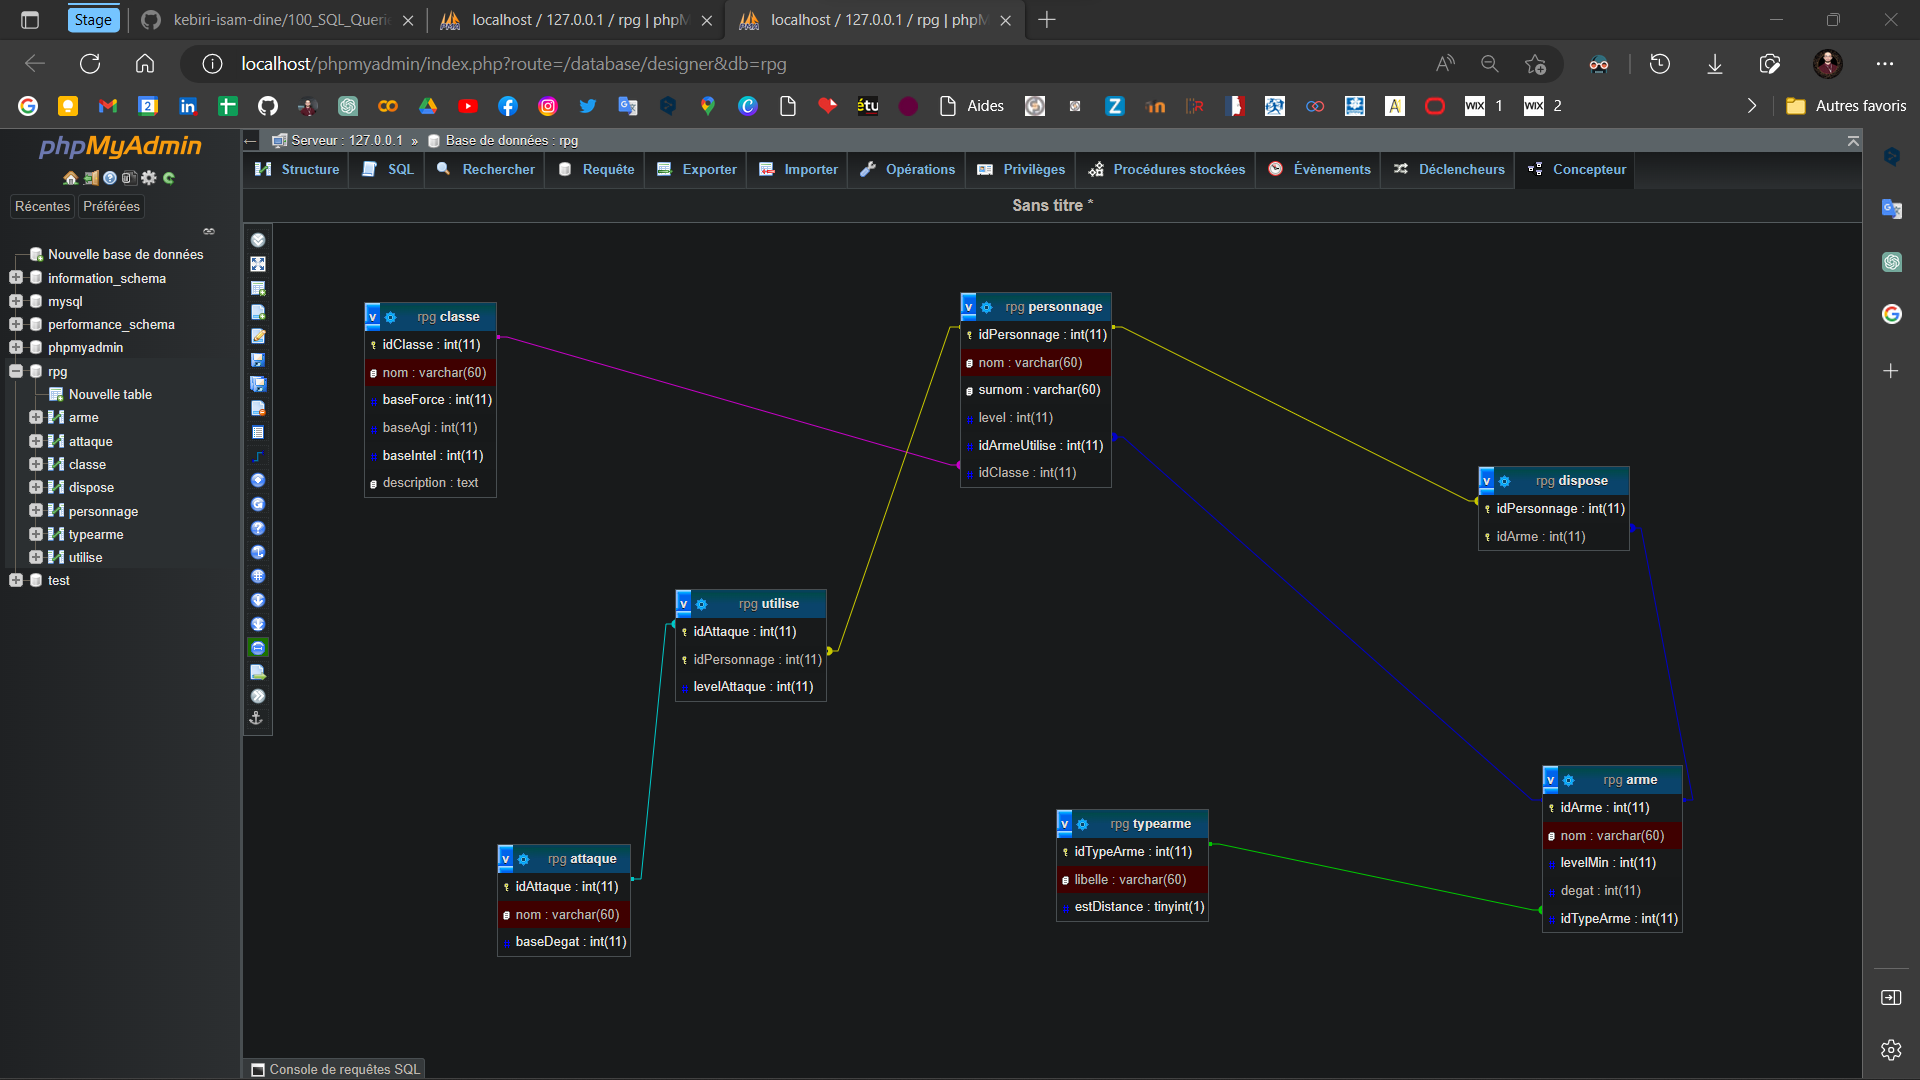 Stage
kebiri-isam-dine/100_SQL_Queri
localhost / 127.0.0.1 / rpg | phpM
localhost / 127.0.0.1 / rpg | phpM
localhost/phpmyadmin/index.php?route=/database/designer&db=rpg
étu
Aides
WIX 1
WIX 2
Autres favoris
phpMyAdmin
Récentes
Préférées
Nouvelle base de données
information_schema
mysql
performance_schema
phpmyadmin
rpg
Nouvelle table
arme
attaque
classe
dispose
personnage
typearme
utilise
test
Serveur : 127.0.0.1 » Base de données : rpg
Structure
SQL
Rechercher
Requête
Exporter
Importer
Opérations
Privilèges
Procédures stockées
Évènements
Déclencheurs
Concepteur
Sans titre *
v rpg classe
idClasse : int(11)
nom : varchar(60)
baseForce : int(11)
baseAgi : int(11)
baseIntel : int(11)
description : text
v rpg personnage
idPersonnage : int(11)
nom : varchar(60)
surnom : varchar(60)
level : int(11)
idArmeUtilise : int(11)
idClasse : int(11)
v rpg dispose
idPersonnage : int(11)
idArme : int(11)
v rpg utilise
idAttaque : int(11)
idPersonnage : int(11)
levelAttaque : int(11)
v rpg arme
idArme : int(11)
nom : varchar(60)
levelMin : int(11)
degat : int(11)
idTypeArme : int(11)
v rpg typearme
idTypeArme : int(11)
libelle : varchar(60)
estDistance : tinyint(1)
v rpg attaque
idAttaque : int(11)
nom : varchar(60)
baseDegat : int(11)
Console de requêtes SQL